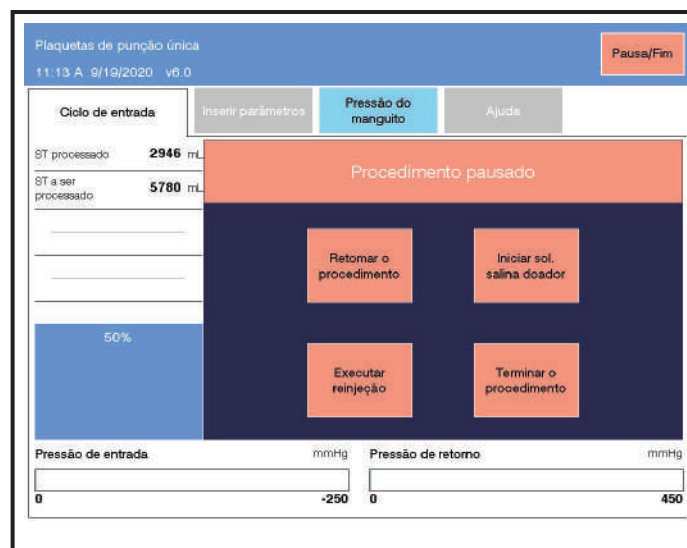 Plaquetas de punção única
11:13 A 9/19/2020 v6.0
Pausa/Fim
Ciclo de entrada
Inserir parâmetros
Pressão do
manguito
Ajuda
ST processado 2946 mL
ST a ser
processado 5780 mL
Procedimento pausado
Retomar o
procedimento
Iniciar sol.
salina doador
50%
Executar
reinjeção
Terminar o
procedimento
Pressão de entrada mmHg
Pressão de retorno mmHg
0 -250
0 450